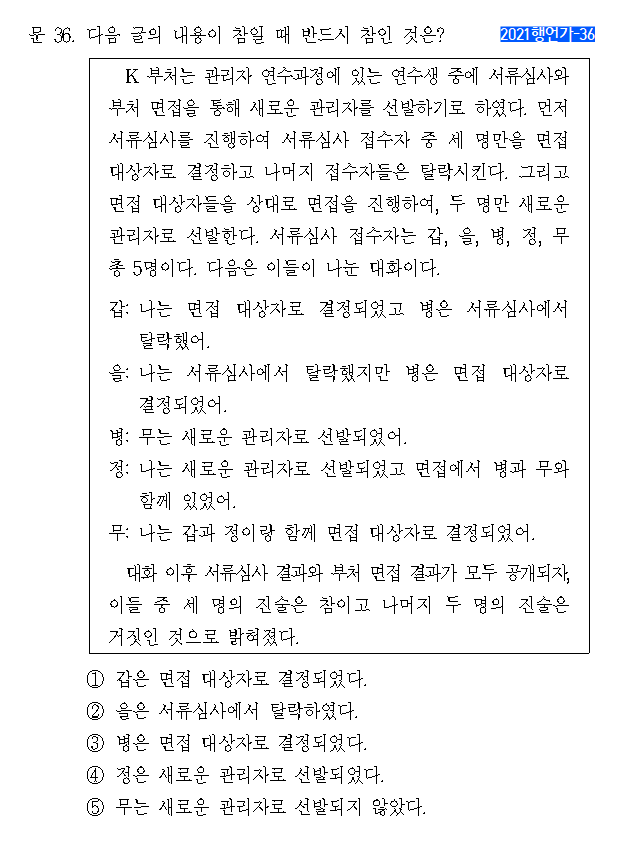 문 36. 다음 글의 내용이 참일 때 반드시 참인 것은?
2021행언가-36
K 부처는 관리자 연수과정에 있는 연수생 중에 서류심사와
부처 면접을 통해 새로운 관리자를 선발하기로 하였다. 먼저
서류심사를 진행하여 서류심사 접수자 중 세 명만을 면접
대상자로 결정하고 나머지 접수자들은 탈락시킨다. 그리고
면접 대상자들을 상대로 면접을 진행하여, 두 명만 새로운
관리자로 선발한다. 서류심사 접수자는 갑, 을, 병, 정, 무
총 5명이다. 다음은 이들이 나눈 대화이다.
갑: 나는 면접 대상자로 결정되었고 병은 서류심사에서
탈락했어.
을: 나는 서류심사에서 탈락했지만 병은 면접 대상자로
결정되었어.
병: 무는 새로운 관리자로 선발되었어.
정: 나는 새로운 관리자로 선발되었고 면접에서 병과 무와
함께 있었어.
무: 나는 갑과 정이랑 함께 면접 대상자로 결정되었어.
대화 이후 서류심사 결과와 부처 면접 결과가 모두 공개되자,
이들 중 세 명의 진술은 참이고 나머지 두 명의 진술은
거짓인 것으로 밝혀졌다.
① 갑은 면접 대상자로 결정되었다.
② 을은 서류심사에서 탈락하였다.
③ 병은 면접 대상자로 결정되었다.
④ 정은 새로운 관리자로 선발되었다.
⑤ 무는 새로운 관리자로 선발되지 않았다.